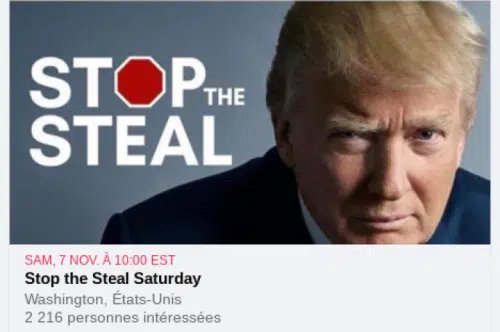 STOP THE
STEAL
SAM, 7 NOV. À 10:00 EST
Stop the Steal Saturday
Washington, États-Unis
2 216 personnes intéressées